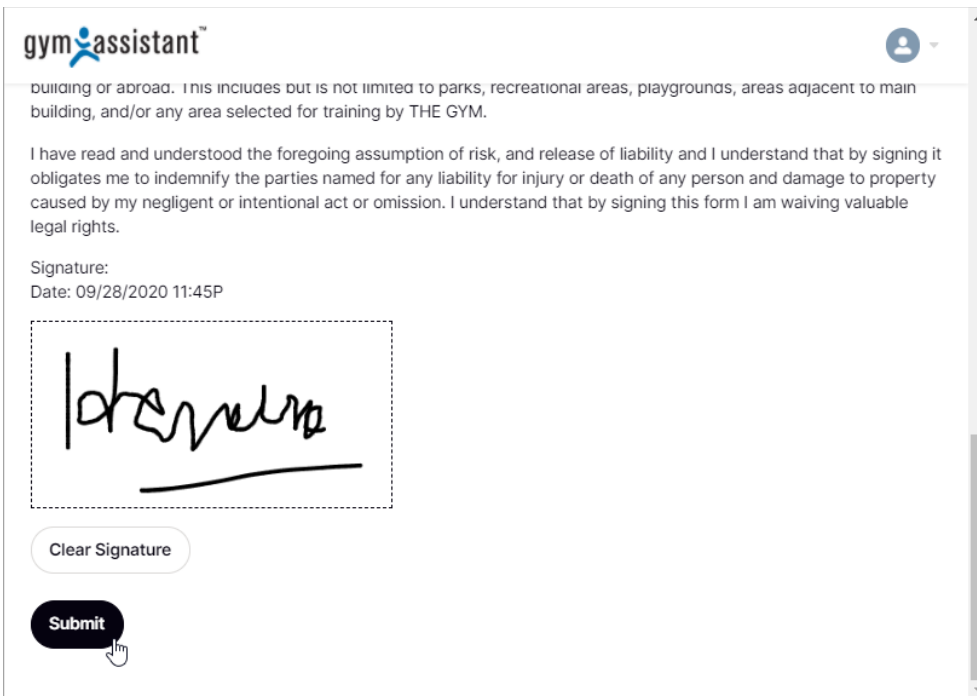 gym assistant™
building or abroad. This includes but is not limited to parks, recreational areas, playgrounds, areas adjacent to main
building, and/or any area selected for training by THE GYM.
I have read and understood the foregoing assumption of risk, and release of liability and I understand that by signing it
obligates me to indemnify the parties named for any liability for injury or death of any person and damage to property
caused by my negligent or intentional act or omission. I understand that by signing this form I am waiving valuable
legal rights.
Signature:
Date: 09/28/2020 11:45P
Clear Signature
Submit